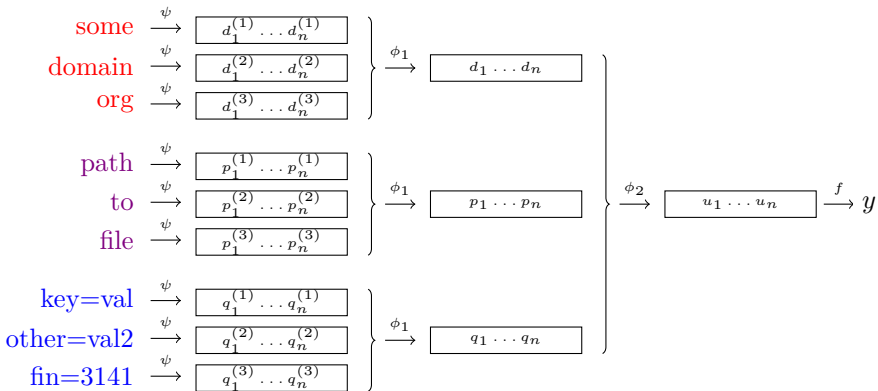 some ψ d_1^{(1)} … d_n^{(1)}
domain ψ d_1^{(2)} … d_n^{(2)} ϕ_1 d_1 … d_n
org ψ d_1^{(3)} … d_n^{(3)}
path ψ p_1^{(1)} … p_n^{(1)}
to ψ p_1^{(2)} … p_n^{(2)} ϕ_1 p_1 … p_n ϕ_2 u_1 … u_n f y
file ψ p_1^{(3)} … p_n^{(3)}
key=val ψ q_1^{(1)} … q_n^{(1)}
other=val2 ψ q_1^{(2)} … q_n^{(2)} ϕ_1 q_1 … q_n
fin=3141 ψ q_1^{(3)} … q_n^{(3)}